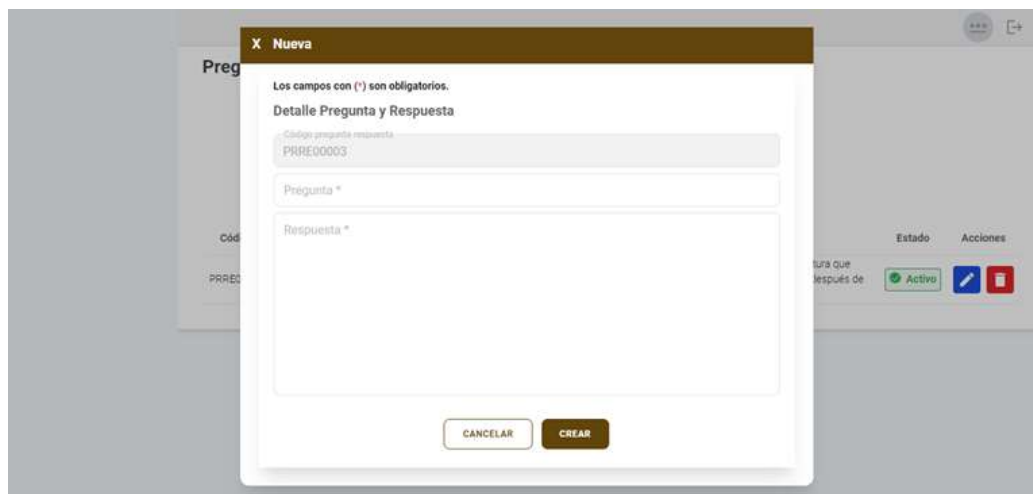 X Nueva
Preg
Los campos con (*) son obligatorios.
Detalle Pregunta y Respuesta
Código pregunta respuesta
PRRE00003
Pregunta *
Respuesta *
Cód
Estado Acciones
tura que
PRRE0
después de
Activo
CANCELAR CREAR